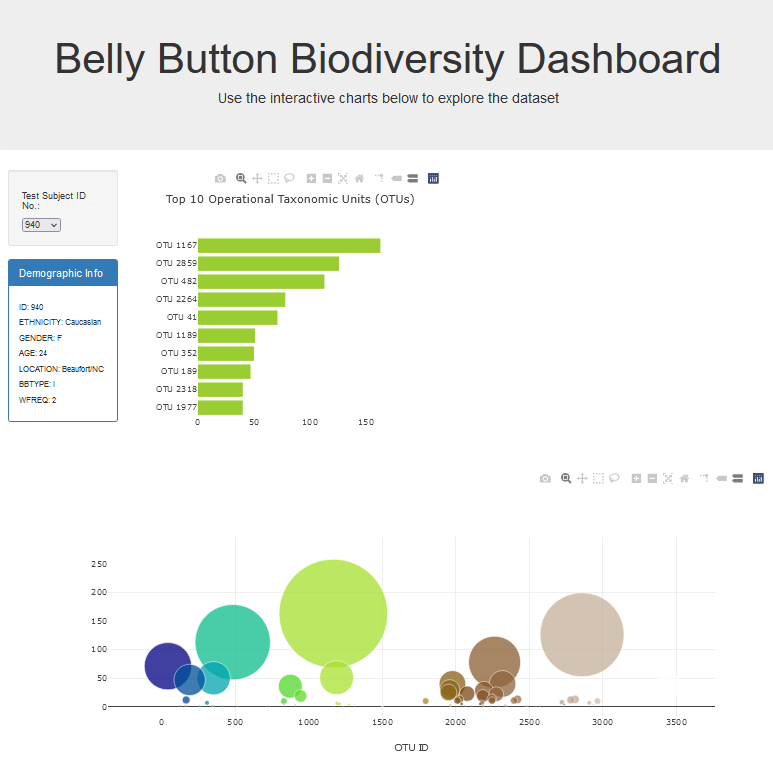 Belly Button Biodiversity Dashboard
Use the interactive charts below to explore the dataset
Test Subject ID
No.:
940
Demographic Info
ID: 940
ETHNICITY: Caucasian
GENDER: F
AGE: 24
LOCATION: Beaufort/NC
BBTYPE: I
WFREQ: 2
Top 10 Operational Taxonomic Units (OTUs)
OTU 1167
OTU 2859
OTU 482
OTU 2264
OTU 41
OTU 1189
OTU 352
OTU 189
OTU 2318
OTU 1977
0 50 100 150
250
200
150
100
50
0
0 500 1000 1500 2000 2500 3000 3500
OTU ID